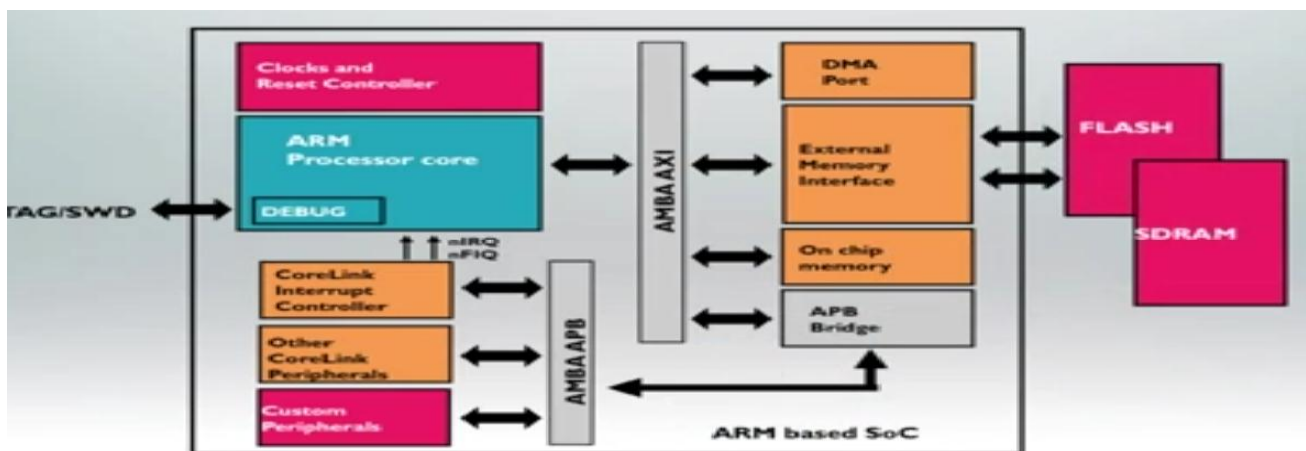 Clocks and
Reset Controller
ARM
Processor core
DEBUG
TAG/SWD
nIRQ
nFIQ
CoreLink
Interrupt
Controller
Other
CoreLink
Peripherals
Custom
Peripherals
AMBA APB
AMBA AXI
DMA
Port
External
Memory
Interface
On chip
memory
APB
Bridge
FLASH
SDRAM
ARM based SoC